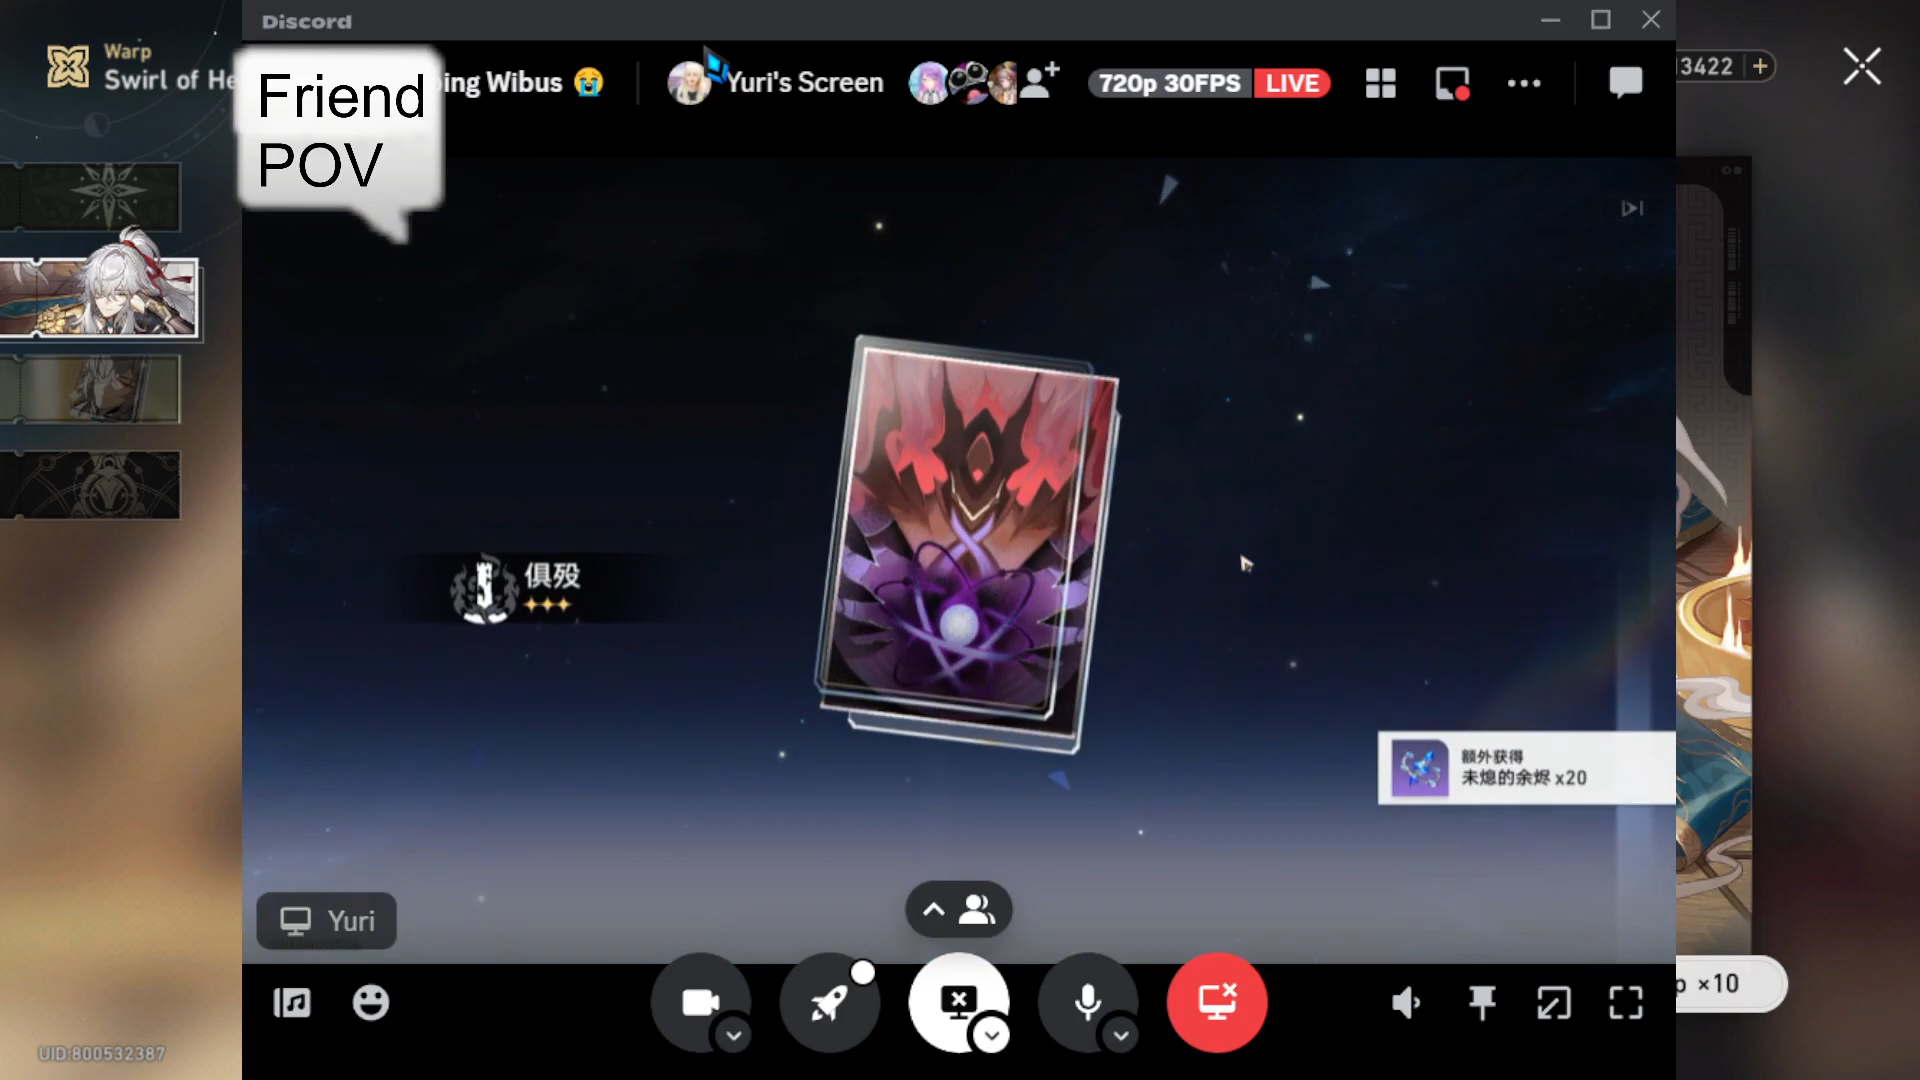 Discord
Warp
Swirl of He
Friend
POV
ing Wibus 😭
Yuri's Screen
720p 30FPS LIVE
3422
俱殁
额外获得
未熄的余烬 x20
Yuri
×10
UID:800532387